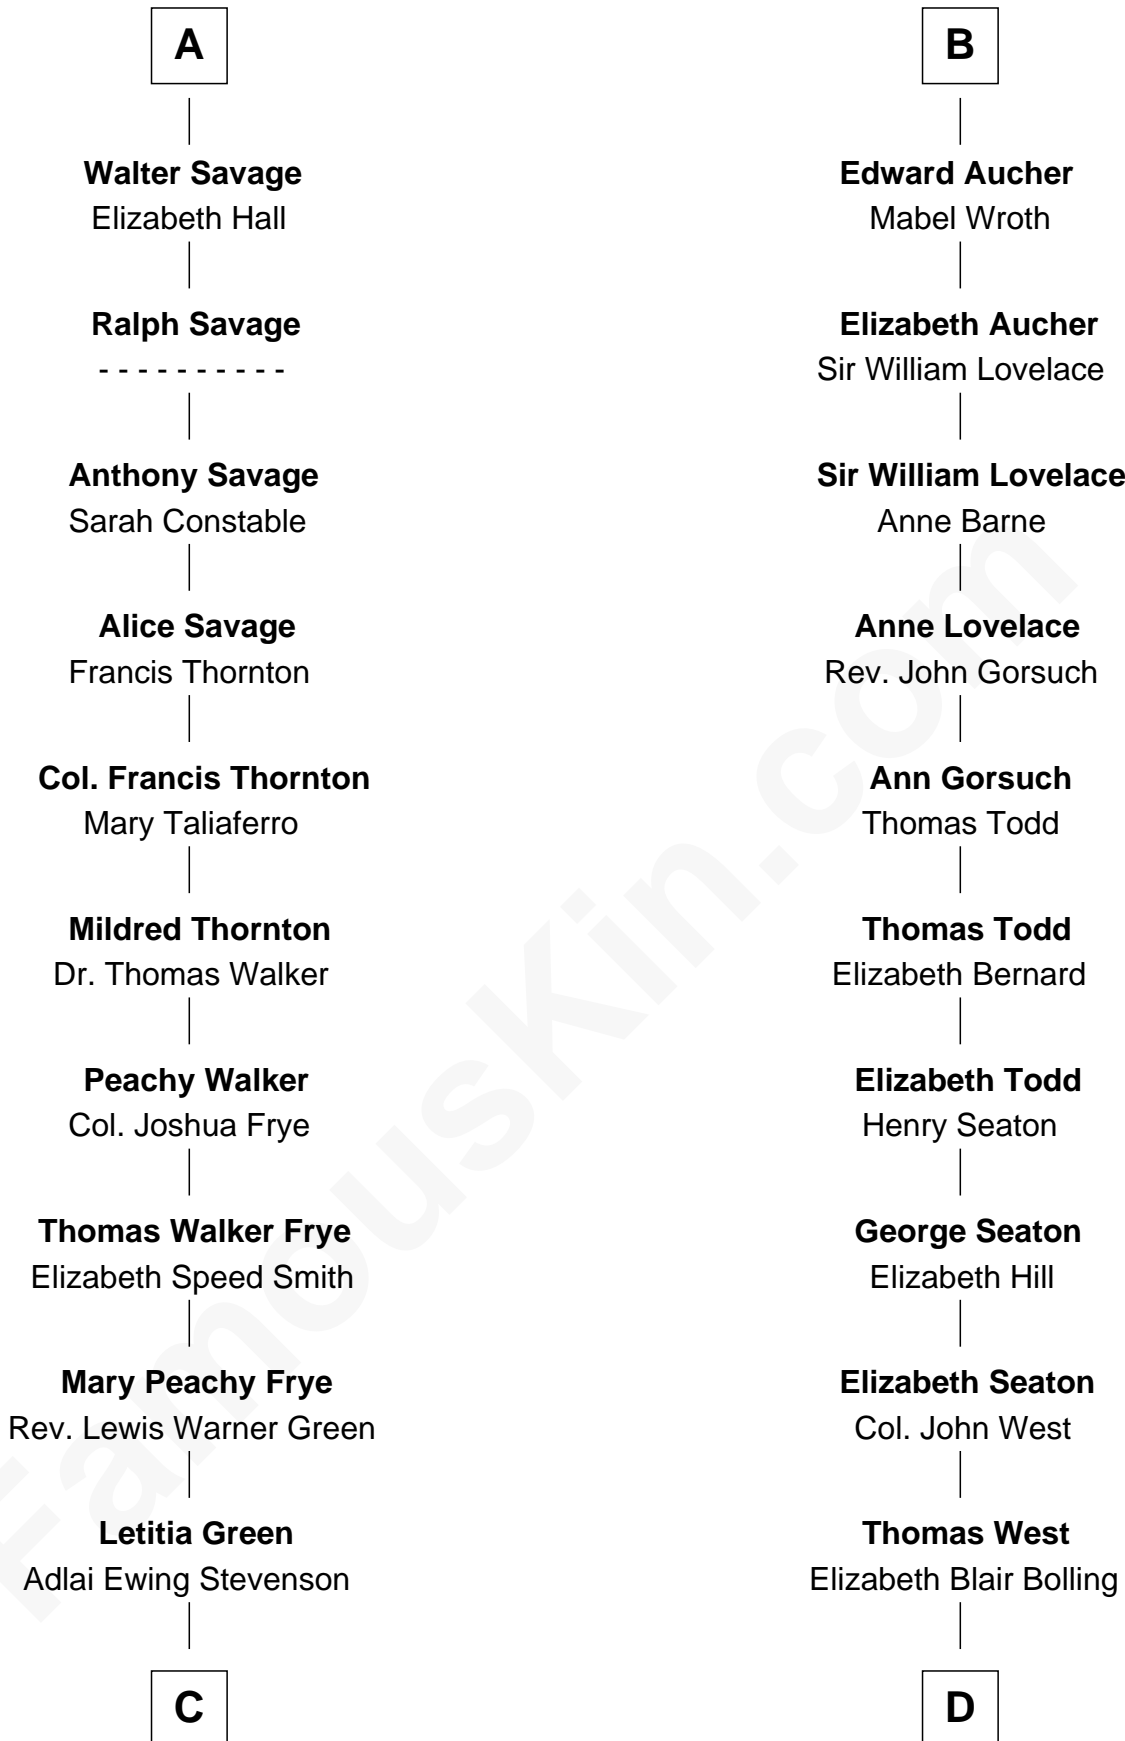 A
Walter Savage
Elizabeth Hall
Ralph Savage
- - - - - - - - - -
Anthony Savage
Sarah Constable
Alice Savage
Francis Thornton
Col. Francis Thornton
Mary Taliaferro
Mildred Thornton
Dr. Thomas Walker
Peachy Walker
Col. Joshua Frye
Thomas Walker Frye
Elizabeth Speed Smith
Mary Peachy Frye
Rev. Lewis Warner Green
Letitia Green
Adlai Ewing Stevenson
C
B
Edward Aucher
Mabel Wroth
Elizabeth Aucher
Sir William Lovelace
Sir William Lovelace
Anne Barne
Anne Lovelace
Rev. John Gorsuch
Ann Gorsuch
Thomas Todd
Thomas Todd
Elizabeth Bernard
Elizabeth Todd
Henry Seaton
George Seaton
Elizabeth Hill
Elizabeth Seaton
Col. John West
Thomas West
Elizabeth Blair Bolling
D
FamousKin.com